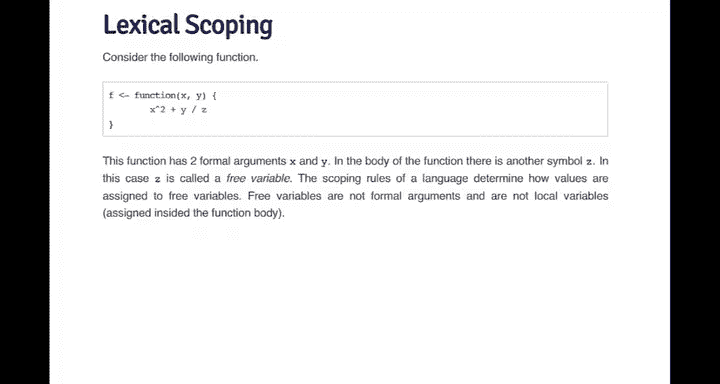 Lexical Scoping
Consider the following function.
f <- function(x, y) {
x^2 + y / z
}
This function has 2 formal arguments x and y. In the body of the function there is another symbol z. In
this case z is called a free variable. The scoping rules of a language determine how values are
assigned to free variables. Free variables are not formal arguments and are not local variables
(assigned insided the function body).